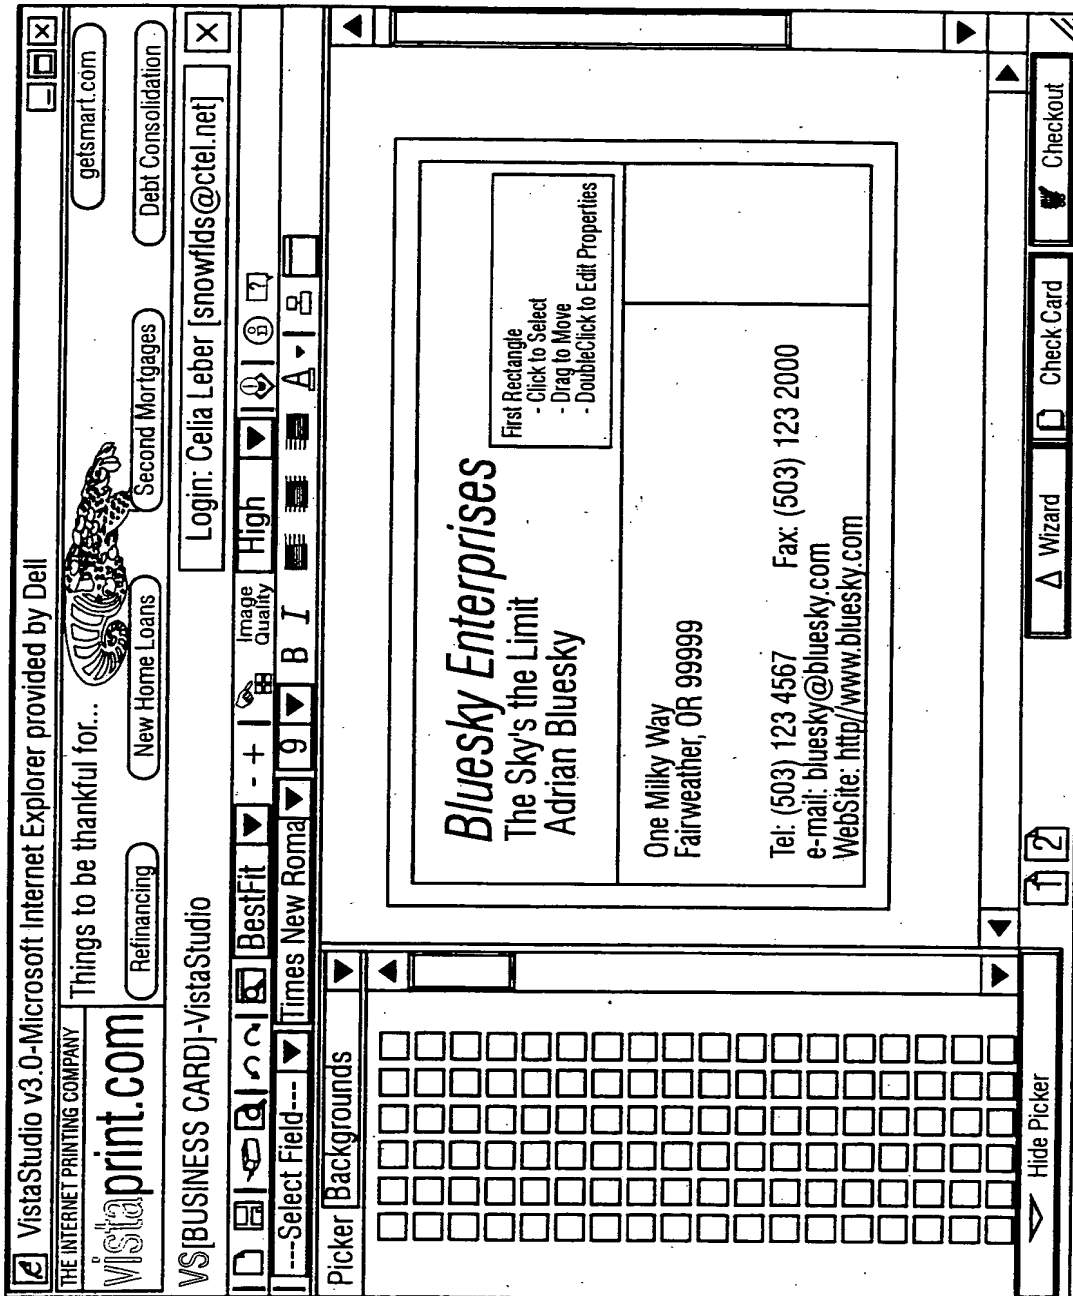 VistaStudio v3.0-Microsoft Internet Explorer provided by Dell
THE INTERNET PRINTING COMPANY
vistaprint.com
Things to be thankful for...
getsmart.com
Refinancing
New Home Loans
Second Mortgages
Debt Consolidation
VS[BUSINESS CARD]-VistaStudio
Login: Celia Leber [snowflds@ctel.net]
BestFit
- +
Image
Quality
High
---Select Field---
Times New Roma
9
B I
A
Picker
Backgrounds
Bluesky Enterprises
The Sky's the Limit
Adrian Bluesky
First Rectangle
- Click to Select
- Drag to Move
- DoubleClick to Edit Properties
One Milky Way
Fairweather, OR 99999
Tel: (503) 123 4567 Fax: (503) 123 2000
e-mail: bluesky@bluesky.com
WebSite: http//www.bluesky.com
Hide Picker
1 2
Wizard
Check Card
Checkout